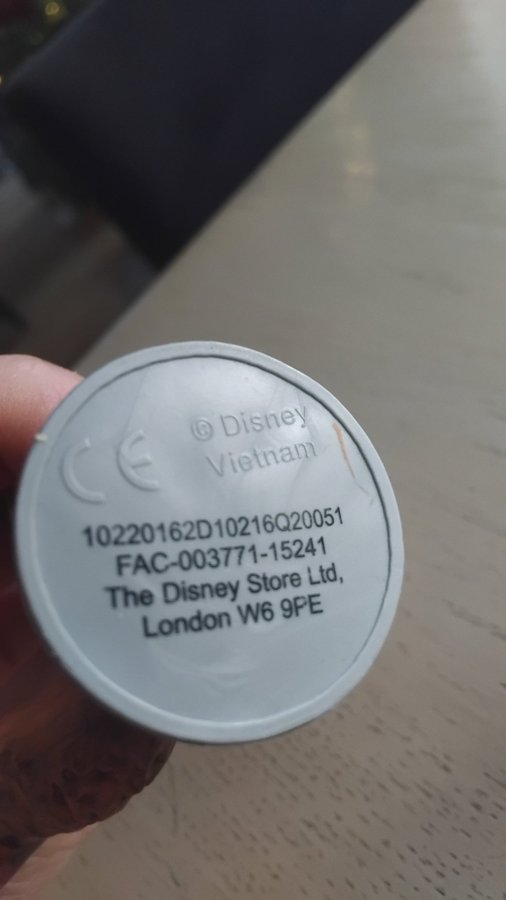 CE © Disney
Vietnam
10220162D10216Q20051
FAC-003771-15241
The Disney Store Ltd,
London W6 9PE